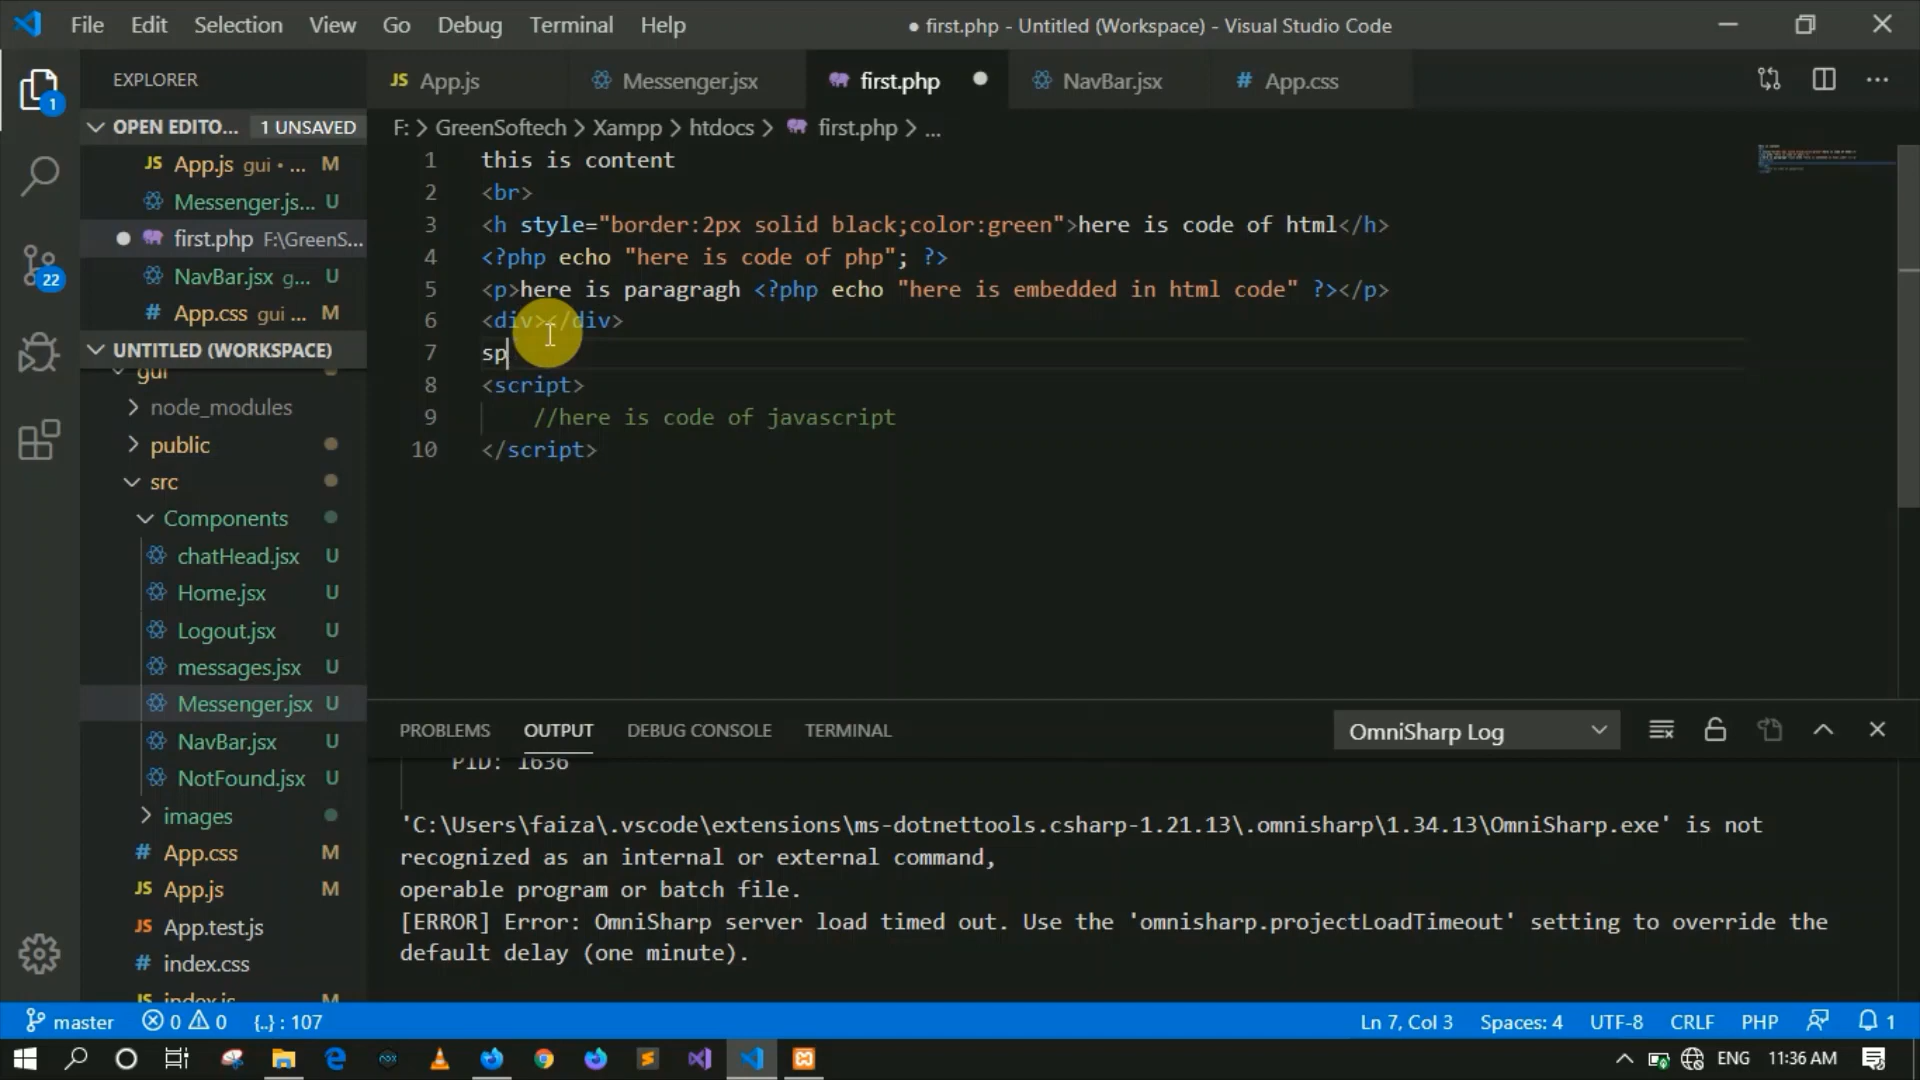 File Edit Selection View Go Debug Terminal Help
● first.php - Untitled (Workspace) - Visual Studio Code
EXPLORER
OPEN EDITO... 1 UNSAVED
JS App.js gui • ... M
Messenger.js... U
first.php F:\GreenS...
NavBar.jsx g... U
# App.css gui ... M
UNTITLED (WORKSPACE)
gui
node_modules
public
src
Components
chatHead.jsx U
Home.jsx U
Logout.jsx U
messages.jsx U
Messenger.jsx U
NavBar.jsx U
NotFound.jsx U
images
# App.css M
JS App.js M
JS App.test.js
# index.css
JS index.js M
1
22
JS App.js
Messenger.jsx
first.php
NavBar.jsx
# App.css
F: > GreenSoftech > Xampp > htdocs > first.php > ...
1 this is content
2 <br>
3 <h style="border:2px solid black;color:green">here is code of html</h>
4 <?php echo "here is code of php"; ?>
5 <p>here is paragragh <?php echo "here is embedded in html code" ?></p>
6 <div></div>
7 sp
8 <script>
9 //here is code of javascript
10 </script>
PROBLEMS OUTPUT DEBUG CONSOLE TERMINAL
OmniSharp Log
PID: 1636
'C:\Users\faiza\.vscode\extensions\ms-dotnettools.csharp-1.21.13\.omnisharp\1.34.13\OmniSharp.exe' is not
recognized as an internal or external command,
operable program or batch file.
[ERROR] Error: OmniSharp server load timed out. Use the 'omnisharp.projectLoadTimeout' setting to override the
default delay (one minute).
master 0 0 {..} : 107
Ln 7, Col 3 Spaces: 4 UTF-8 CRLF PHP 1
ENG 11:36 AM